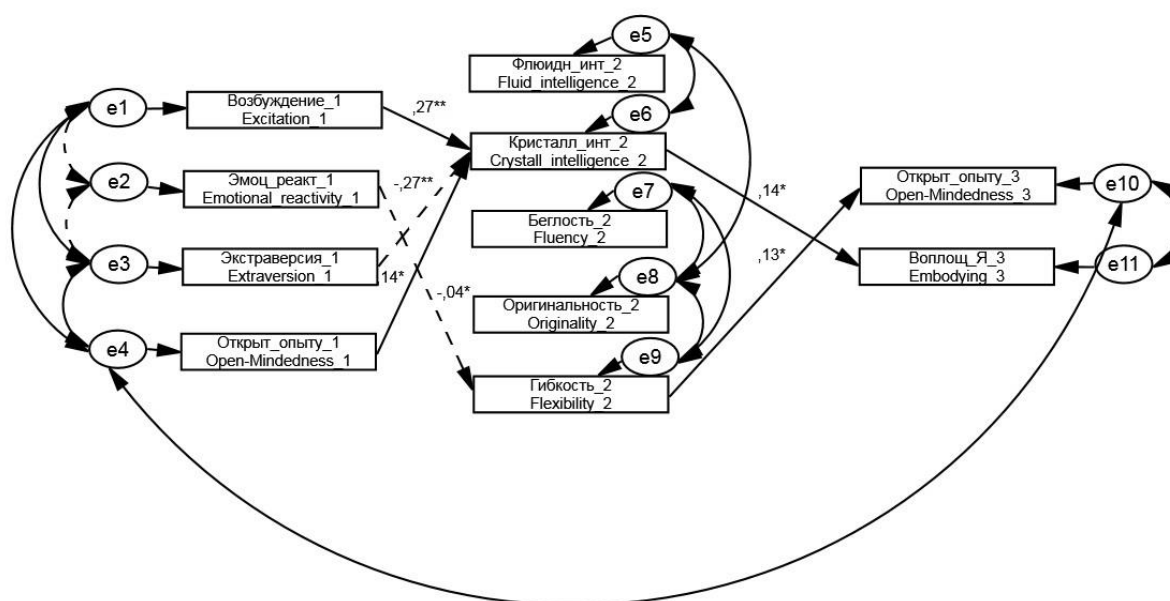 e1
Возбуждение_1
Excitation_1
,27**
e2
Эмоц_реакт_1
Emotional_reactivity_1
-,27**
e3
Экстраверсия_1
Extraversion_1
,14*
-,04*
e4
Открыт_опыту_1
Open-Mindedness_1
e5
Флюидн_инт_2
Fluid_intelligence_2
e6
Кристалл_инт_2
Crystall_intelligence_2
e7
Беглость_2
Fluency_2
e8
Оригинальность_2
Originality_2
e9
Гибкость_2
Flexibility_2
,14*
,13*
Открыт_опыту_3
Open-Mindedness_3
e10
Воплощ_Я_3
Embodying_3
e11